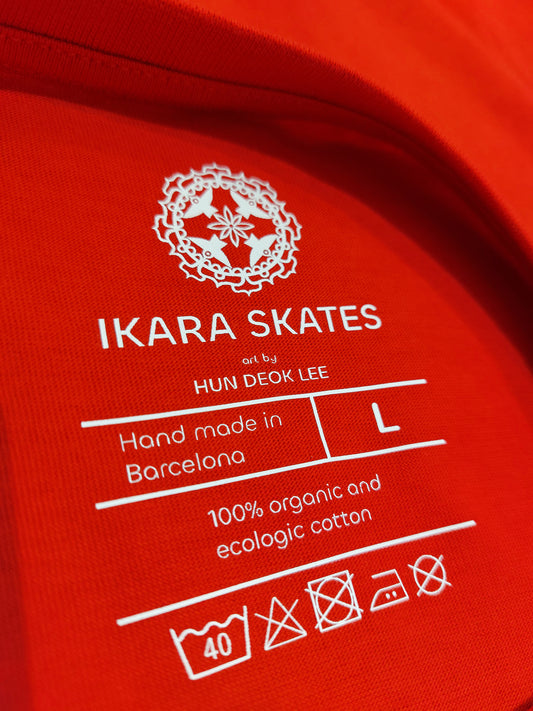 IKARA SKATES
art by
HUN DEOK LEE
Hand made in
Barcelona
L
100% organic and
ecologic cotton
40